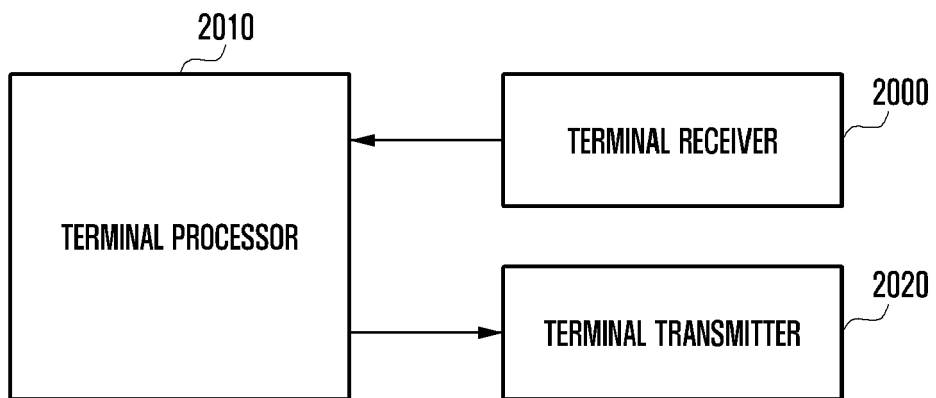 2010
2000
TERMINAL RECEIVER
TERMINAL PROCESSOR
2020
TERMINAL TRANSMITTER